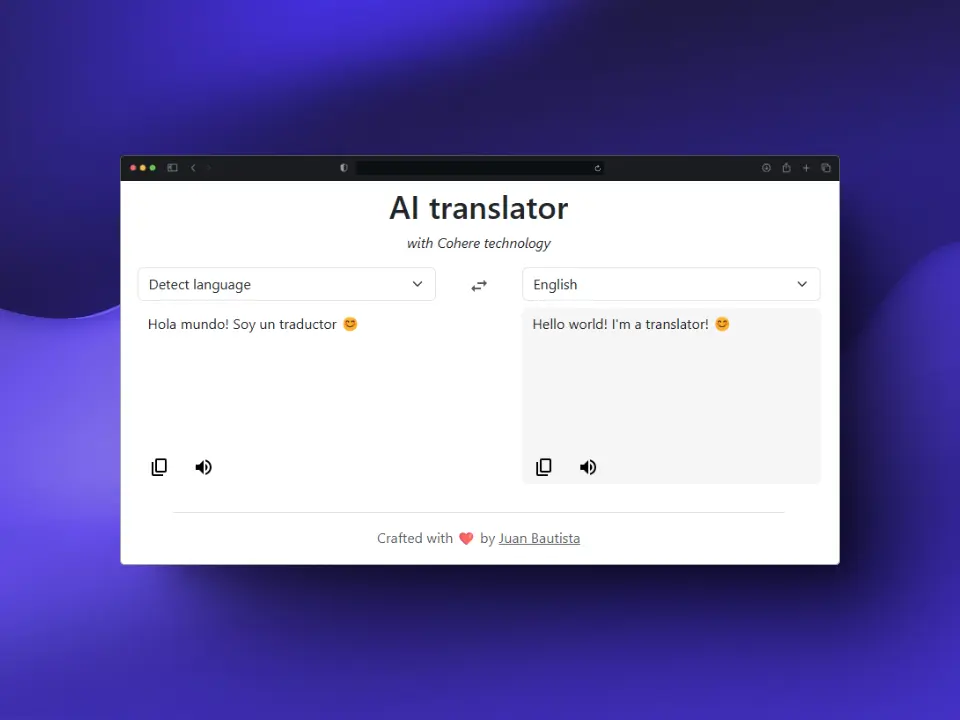 AI translator
with Cohere technology
Detect language
English
Hola mundo! Soy un traductor 😊
Hello world! I'm a translator! 😊
Crafted with ❤️ by Juan Bautista